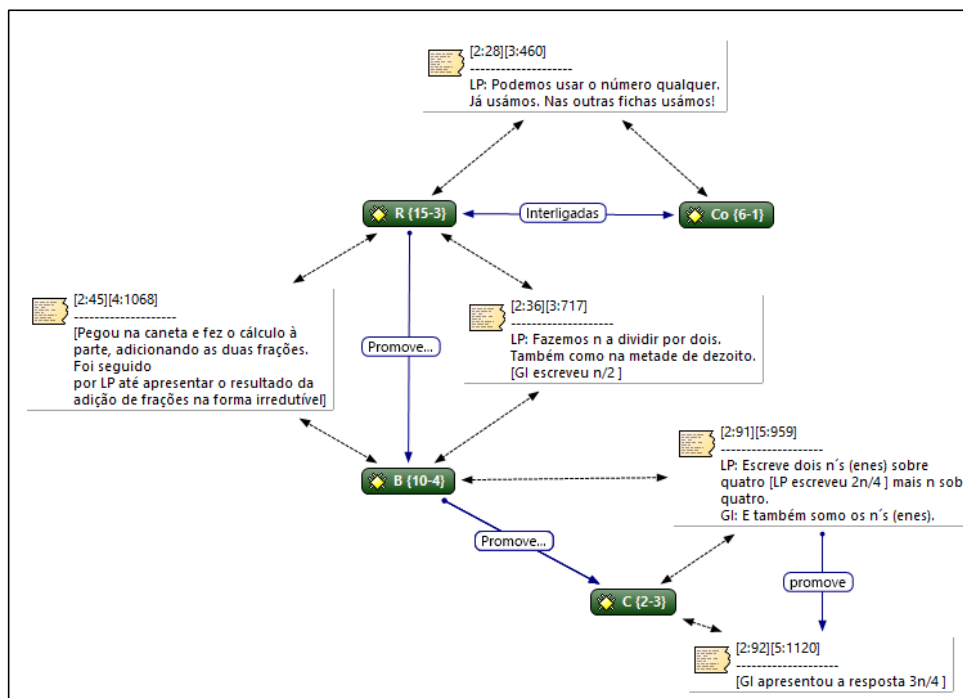 [2:28][3:460]
--------------------
LP: Podemos usar o número qualquer.
Já usámos. Nas outras fichas usámos!
R {15-3}
Interligadas
Co {6-1}
[2:45][4:1068]
--------------------
[Pegou na caneta e fez o cálculo à
parte, adicionando as duas frações.
Foi seguido
por LP até apresentar o resultado da
adição de frações na forma irredutível]
Promove...
[2:36][3:717]
--------------------
LP: Fazemos n a dividir por dois.
Também como na metade de dezoito.
[GI escreveu n/2 ]
B {10-4}
[2:91][5:959]
--------------------
LP: Escreve dois n´s (enes) sobre
quatro [LP escreveu 2n/4 ] mais n sob
quatro.
GI: E também somo os n´s (enes).
Promove...
promove
C {2-3}
[2:92][5:1120]
--------------------
[GI apresentou a resposta 3n/4 ]